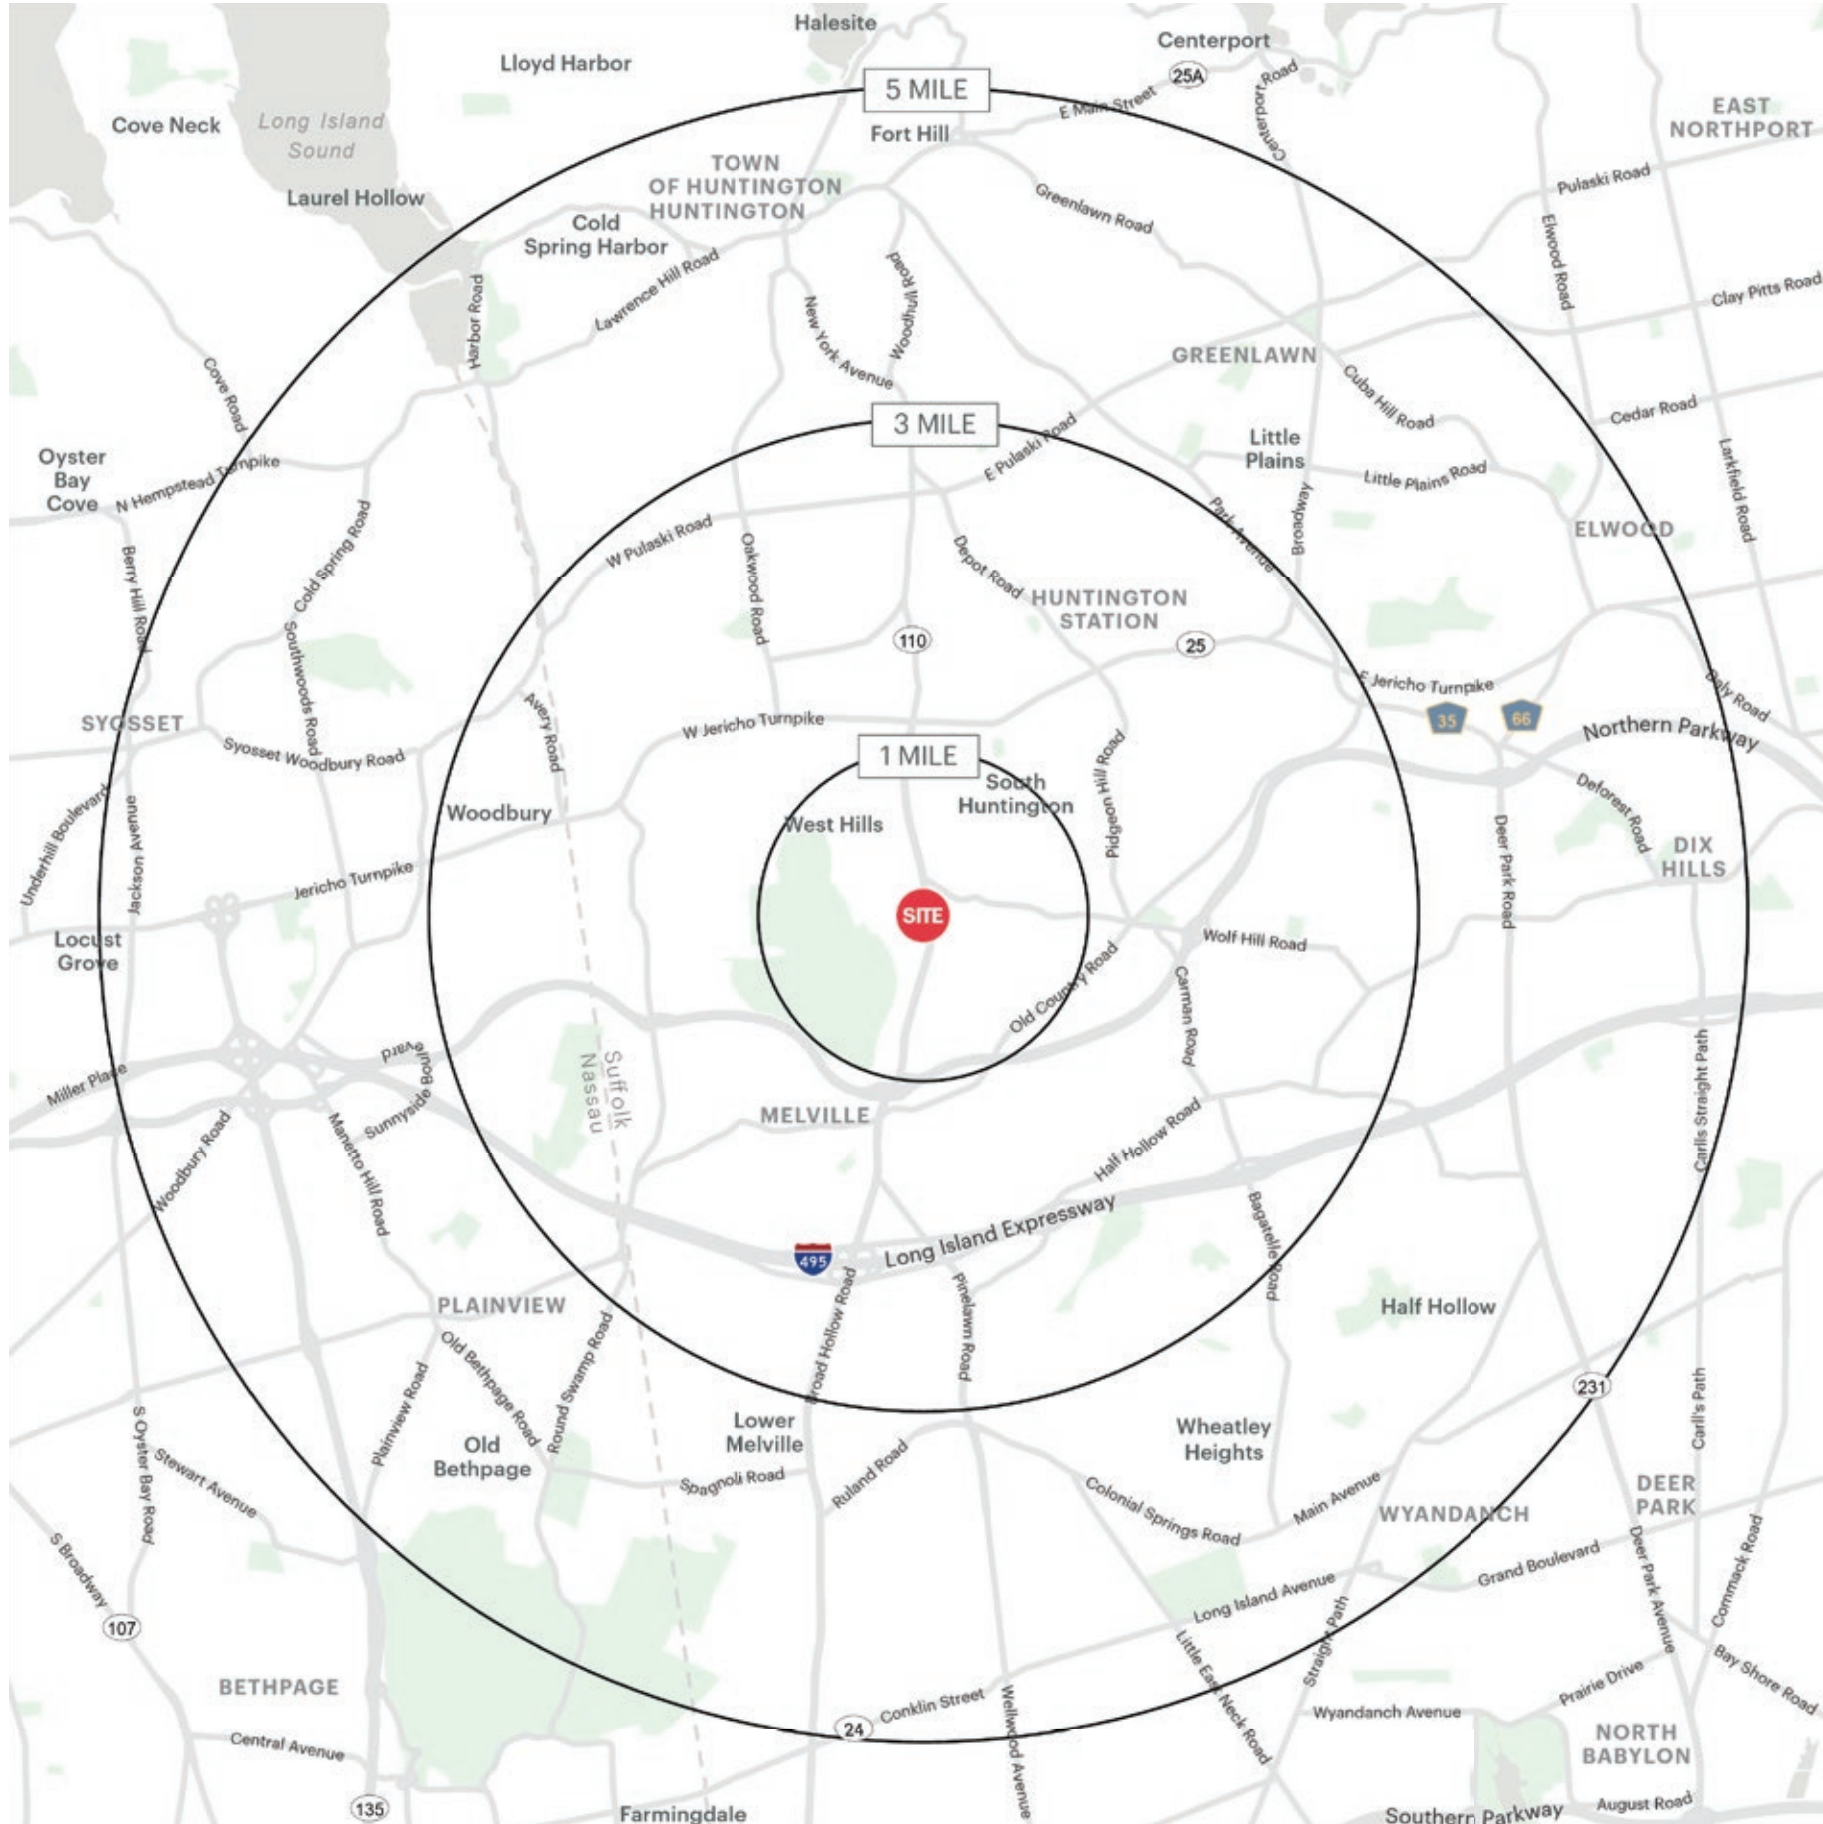 Halesite
Centerport
Lloyd Harbor
25A
Centerport Road
5 MILE
E Main Street
EAST
NORTHPORT
Cove Neck
Long Island
Sound
Fort Hill
TOWN
OF HUNTINGTON
HUNTINGTON
Pulaski Road
Laurel Hollow
Greenlawn Road
Cold
Spring Harbor
Elwood Road
Lawrence Hill Road
Woodhull Road
Harbor Road
Clay Pitts Road
New York Avenue
GREENLAWN
Cove Road
Cuba Hill Road
Cedar Road
3 MILE
E Pulaski Road
Little
Plains
Oyster
Bay
Cove
N Hempstead Turnpike
Little Plains Road
Larkfield Road
Cold Spring Road
Park Avenue
Broadway
W Pulaski Road
ELWOOD
Oakwood Road
Depot Road
Berry Hill Road
HUNTINGTON
STATION
110
25
Southwoods Road
E Jericho Turnpike
Daly Road
SYOSSET
Avery Road
W Jericho Turnpike
35
66
Northern Parkway
Syosset Woodbury Road
1 MILE
Pidgeon Hill Road
South
Huntington
Underhill Boulevard
Jackson Avenue
Woodbury
West Hills
Deforest Road
Deer Park Road
DIX
HILLS
Jericho Turnpike
SITE
Locust
Grove
Wolf Hill Road
Old Country Road
Carman Road
Sunnyside Boulevard
Miller Place
Suffolk
Nassau
Carlls Straight Path
MELVILLE
Woodbury Road
Manetto Hill Road
Half Hollow Road
Bagatelle Road
Long Island Expressway
495
PLAINVIEW
Pinelawn Road
Broad Hollow Road
Half Hollow
Old Bethpage Road
Round Swamp Road
Plainview Road
231
S Oyster Bay Road
Lower
Melville
Wheatley
Heights
Carll's Path
Old
Bethpage
Stewart Avenue
Spagnoli Road
Ruland Road
Colonial Springs Road
Main Avenue
WYANDANCH
DEER
PARK
S Broadway
Deer Park Avenue
Commack Road
Grand Boulevard
Long Island Avenue
107
Straight Path
Little East Neck Road
Bay Shore Road
BETHPAGE
Prairie Drive
Conklin Street
24
Wellwood Avenue
Wyandanch Avenue
Central Avenue
NORTH
BABYLON
135
Farmingdale
Southern Parkway
August Road